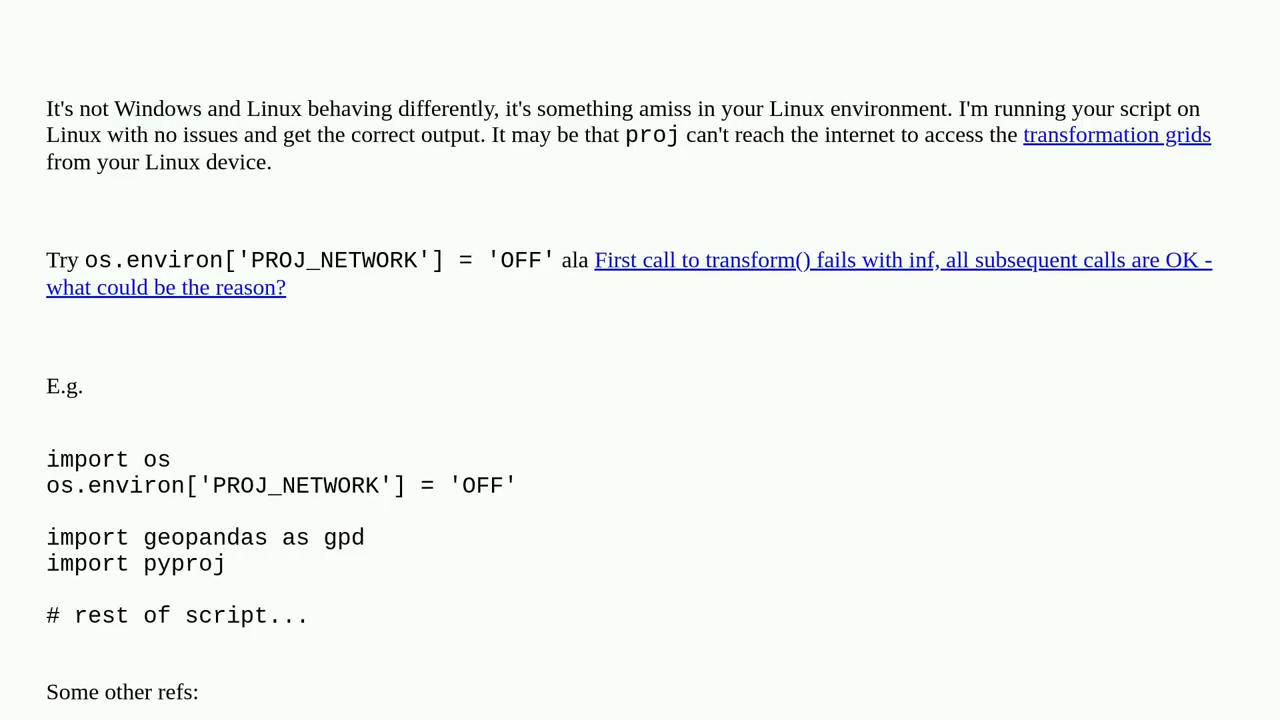 It's not Windows and Linux behaving differently, it's something amiss in your Linux environment. I'm running your script on
Linux with no issues and get the correct output. It may be that proj can't reach the internet to access the transformation grids
from your Linux device.
Try os.environ['PROJ_NETWORK'] = 'OFF' ala First call to transform() fails with inf, all subsequent calls are OK -
what could be the reason?
E.g.
import os
os.environ['PROJ_NETWORK'] = 'OFF'
import geopandas as gpd
import pyproj
# rest of script...
Some other refs: